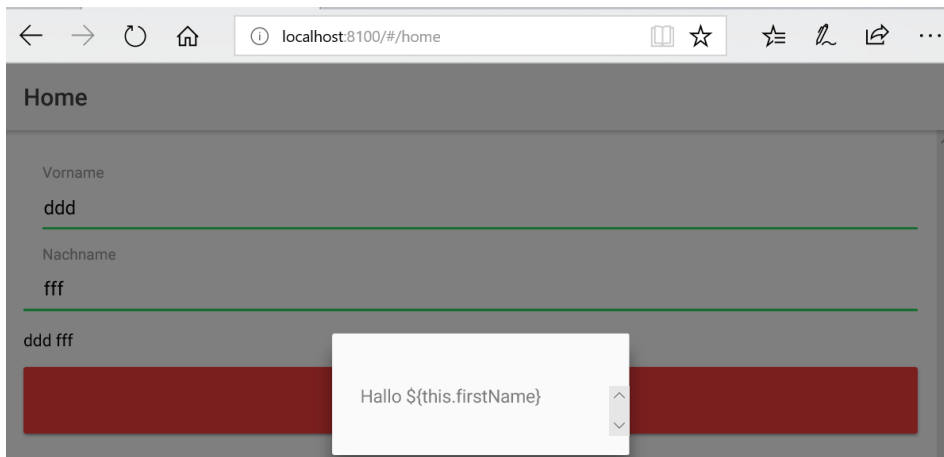 localhost:8100/#/home
Home
Vorname
ddd
Nachname
fff
ddd fff
Hallo ${this.firstName}